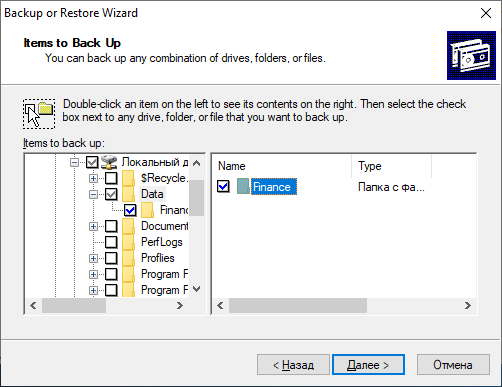 Backup or Restore Wizard
Items to Back Up
You can back up any combination of drives, folders, or files.
Double-click an item on the left to see its contents on the right. Then select the check
box next to any drive, folder, or file that you want to back up.
Items to back up:
Локальный д
$Recycle.
Data
Financ
Document
PerfLogs
Proflies
Program F
Program F
Name
Type
Finance
Папка с фа...
< Назад
Далее >
Отмена